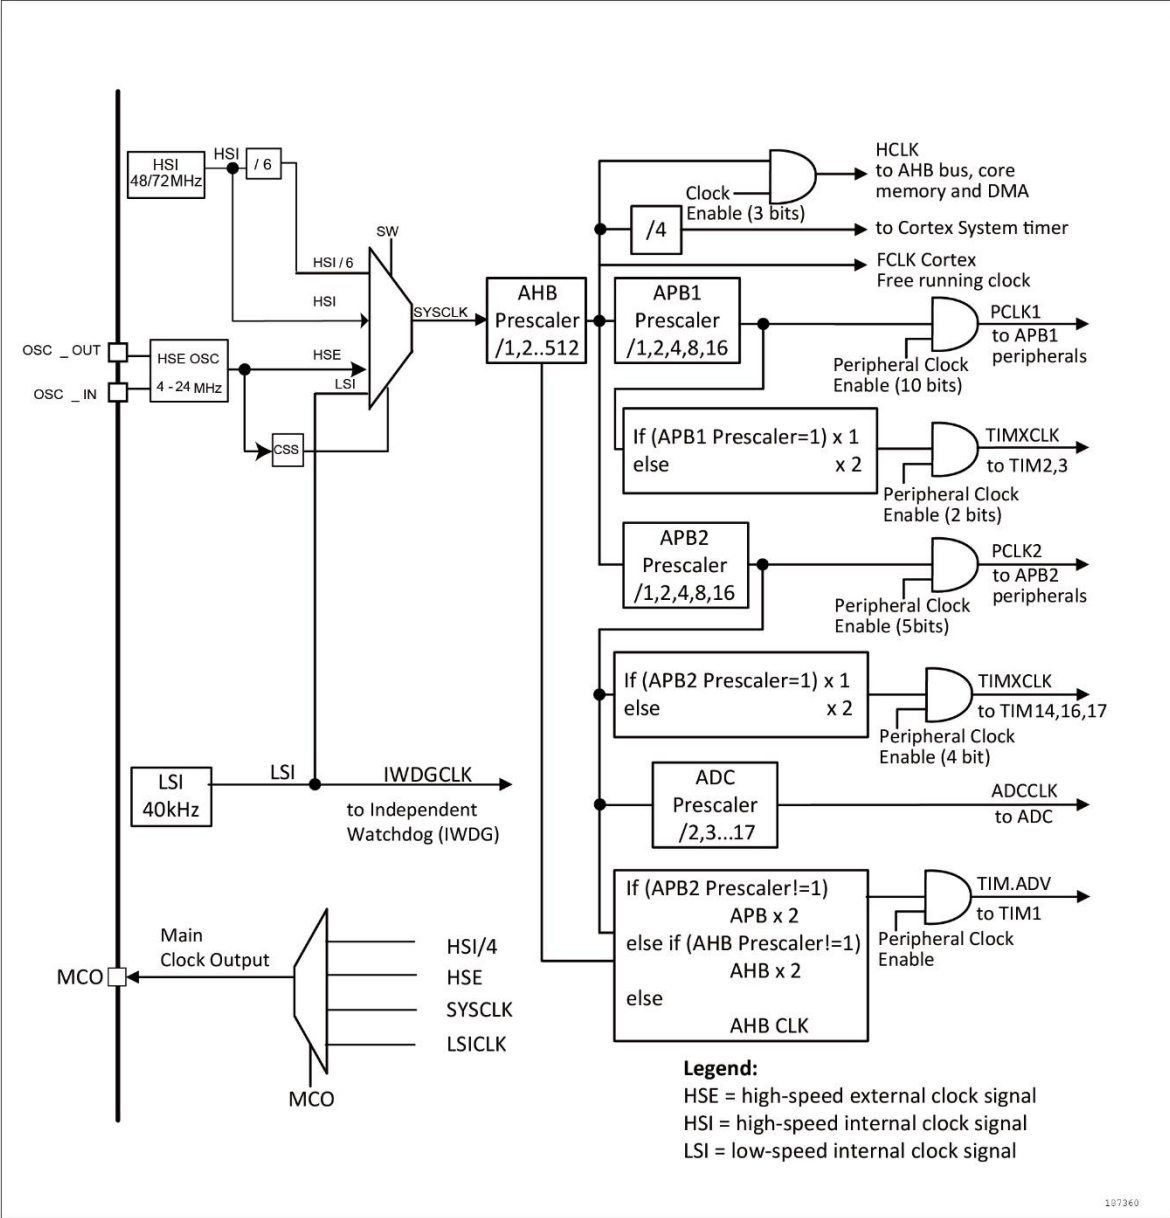 HSI
48/72MHz
HSI
/ 6
SW
HSI / 6
HSI
HSE
LSI
SYSCLK
OSC _ OUT
OSC _ IN
HSE OSC
4 - 24 MHz
CSS
AHB
Prescaler
/1,2..512
Clock
Enable (3 bits)
HCLK
to AHB bus, core
memory and DMA
/4
to Cortex System timer
FCLK Cortex
Free running clock
APB1
Prescaler
/1,2,4,8,16
Peripheral Clock
Enable (10 bits)
PCLK1
to APB1
peripherals
If (APB1 Prescaler=1) x 1
else x 2
Peripheral Clock
Enable (2 bits)
TIMXCLK
to TIM2,3
APB2
Prescaler
/1,2,4,8,16
Peripheral Clock
Enable (5bits)
PCLK2
to APB2
peripherals
If (APB2 Prescaler=1) x 1
else x 2
Peripheral Clock
Enable (4 bit)
TIMXCLK
to TIM14,16,17
LSI
40kHz
LSI
IWDGCLK
to Independent
Watchdog (IWDG)
ADC
Prescaler
/2,3...17
ADCCLK
to ADC
If (APB2 Prescaler!=1)
APB x 2
else if (AHB Prescaler!=1)
AHB x 2
else
AHB CLK
Peripheral Clock
Enable
TIM.ADV
to TIM1
Main
Clock Output
MCO
HSI/4
HSE
SYSCLK
LSICLK
MCO
Legend:
HSE = high-speed external clock signal
HSI = high-speed internal clock signal
LSI = low-speed internal clock signal
187360